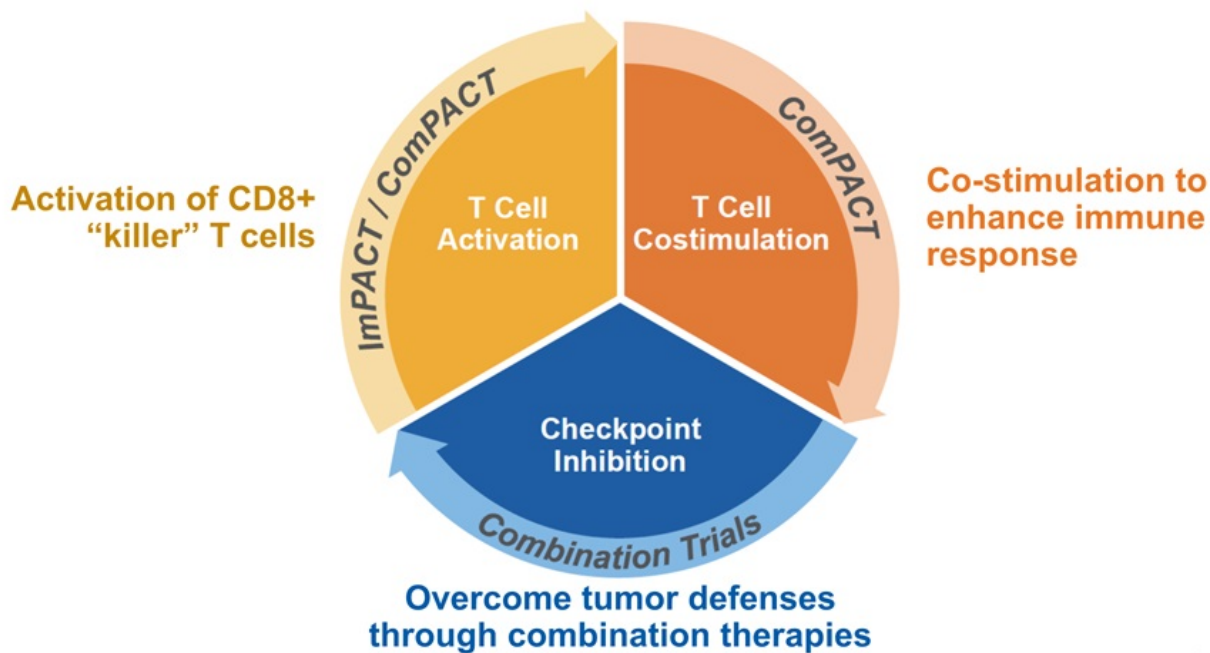 ImPACT / ComPACT
ComPACT
Activation of CD8+
“killer” T cells
T Cell
Activation
T Cell
Costimulation
Co-stimulation to
enhance immune
response
Checkpoint
Inhibition
Combination Trials
Overcome tumor defenses
through combination therapies